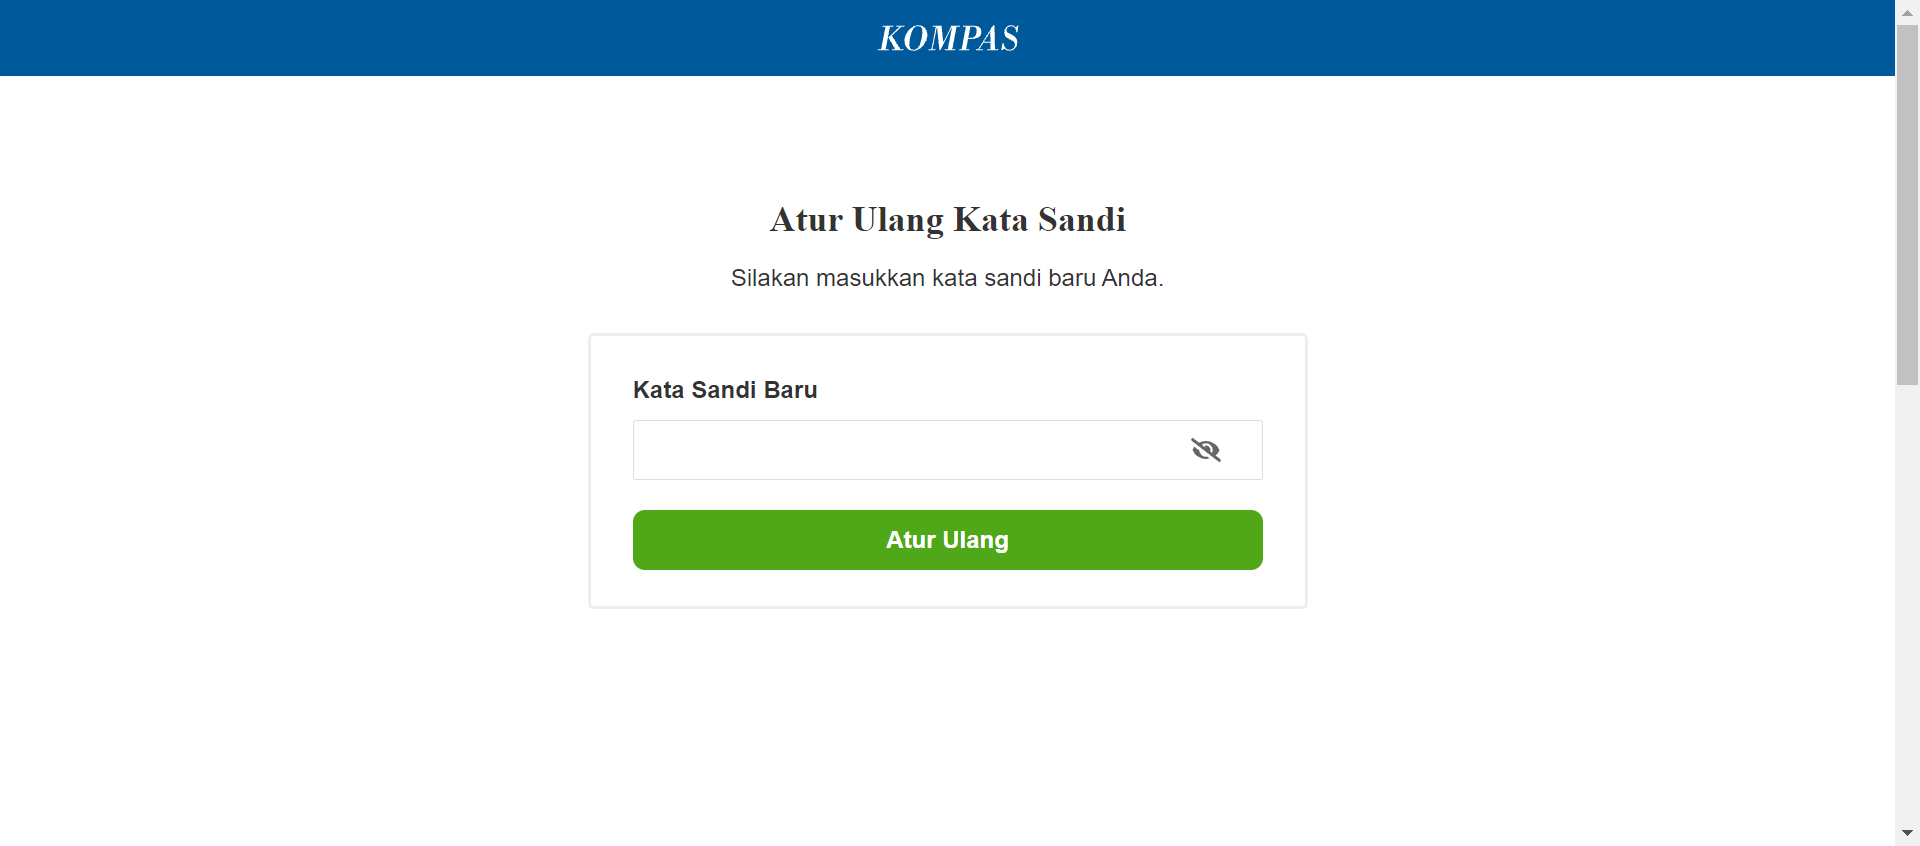 KOMPAS
Atur Ulang Kata Sandi
Silakan masukkan kata sandi baru Anda.
Kata Sandi Baru
Atur Ulang